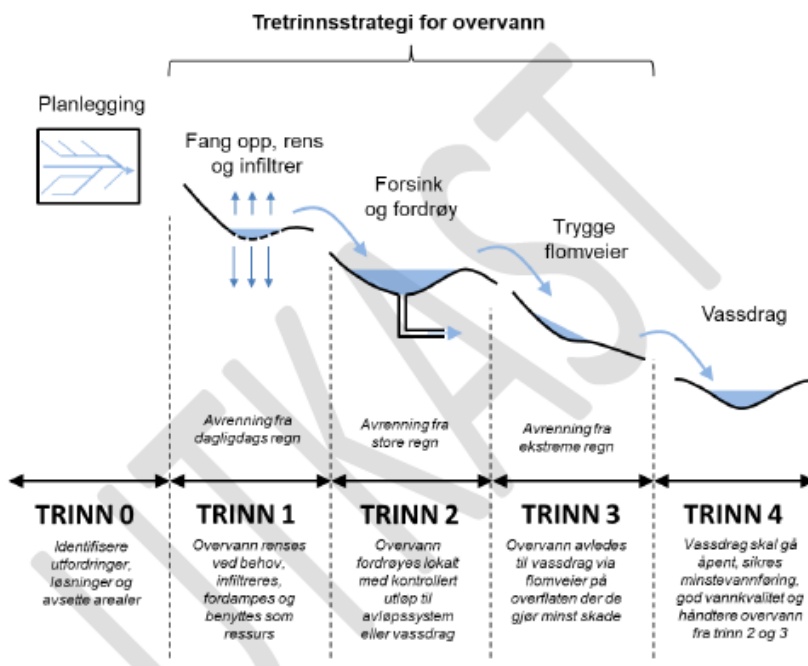 Tretrinnsstrategi for overvann
Planlegging
Fang opp, rens
og infiltrer
Forsink
og fordrøy
Trygge
flomveier
Vassdrag
Avrenning fra
dagligdags regn
Avrenning fra
store regn
Avrenning fra
ekstreme regn
TRINN 0
Identifisere
utfordringer,
løsninger og
avsette arealer
TRINN 1
Overvann renses
ved behov,
infiltreres,
fordampes og
benyttes som
ressurs
TRINN 2
Overvann
fordrøyes lokalt
med kontrollert
utløp til
avløpssystem
eller vassdrag
TRINN 3
Overvann avledes
til vassdrag via
flomveier på
overflaten der de
gjør minst skade
TRINN 4
Vassdrag skal gå
åpent, sikres
minstevannføring,
god vannkvalitet og
håndtere overvann
fra trinn 2 og 3
UTKAST